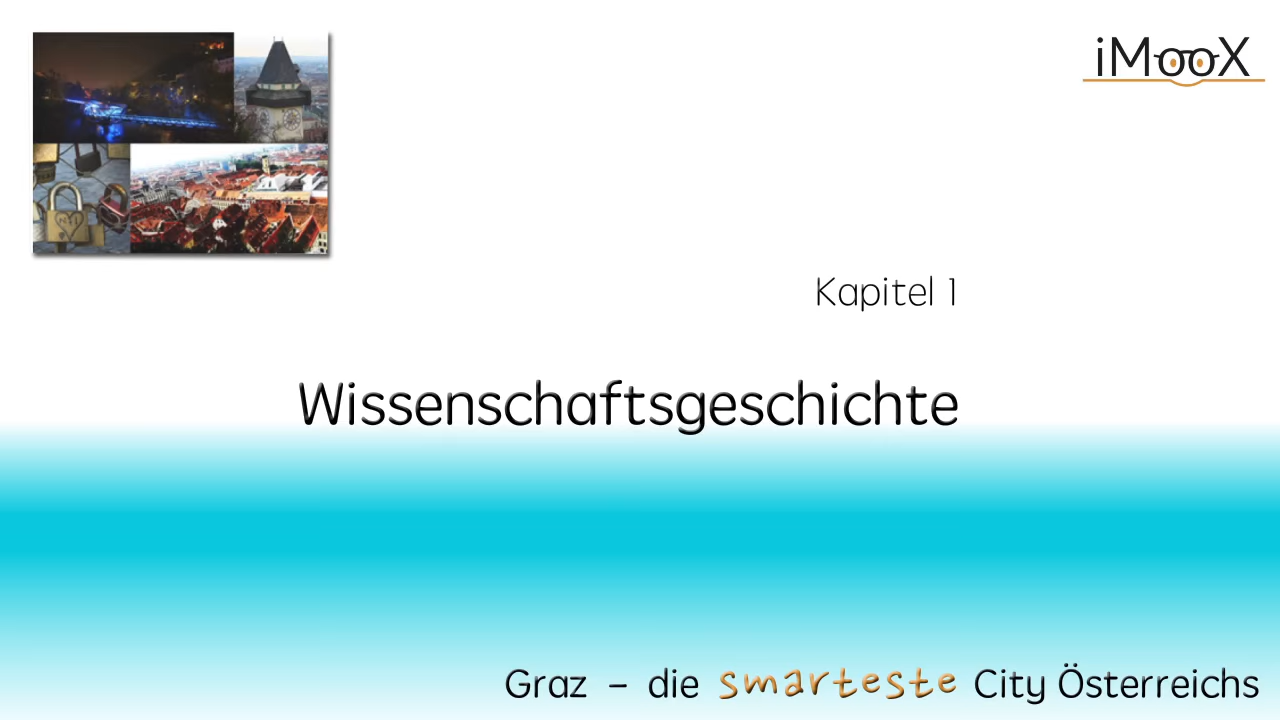 iMooX
Kapitel 1
Wissenschaftsgeschichte
Graz – die smarteste City Österreichs